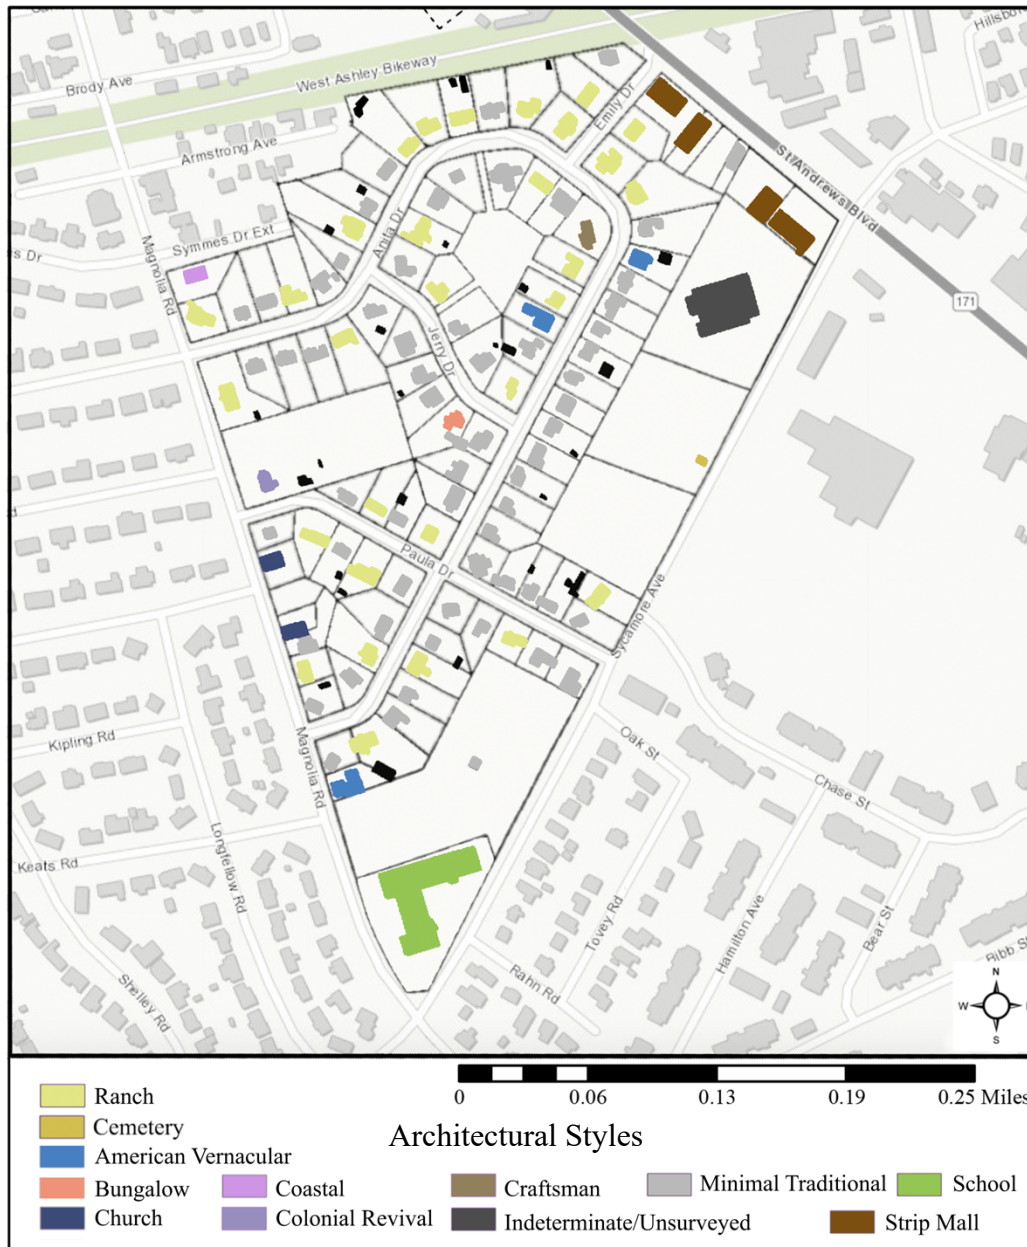 Hillsbo
Brody Ave
West Ashley Bikeway
Emily Dr
Armstrong Ave
St Andrews Blvd
Symmes Dr Ext
Anita Dr
s Dr
Magnolia Rd
171
Jerry Dr
d
Paula Dr
Sycamore Ave
Kipling Rd
Magnolia Rd
Oak St
Chase St
Keats Rd
Longfellow Rd
Tovey Rd
Hamilton Ave
Bear St
Bibb S
Rahn Rd
Shelley Rd
N
W
S
Ranch
0 0.06 0.13 0.19 0.25 Miles
Cemetery
Architectural Styles
American Vernacular
Bungalow Coastal Craftsman Minimal Traditional School
Church Colonial Revival Indeterminate/Unsurveyed Strip Mall